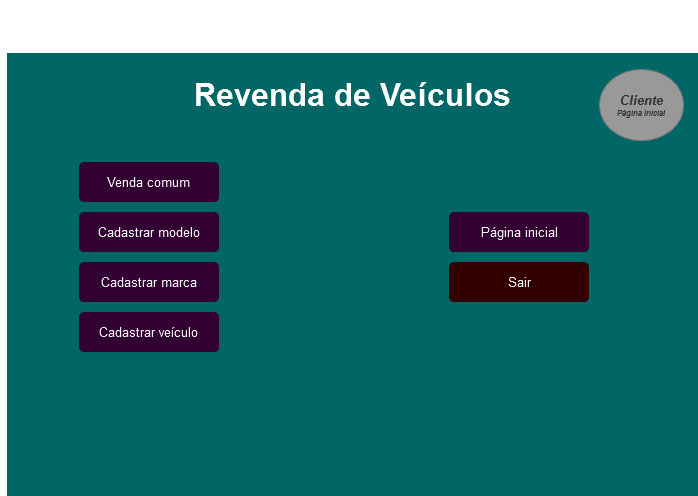 Revenda de Veículos
Cliente
Página Inicial
Venda comum
Cadastrar modelo
Página inicial
Cadastrar marca
Sair
Cadastrar veículo